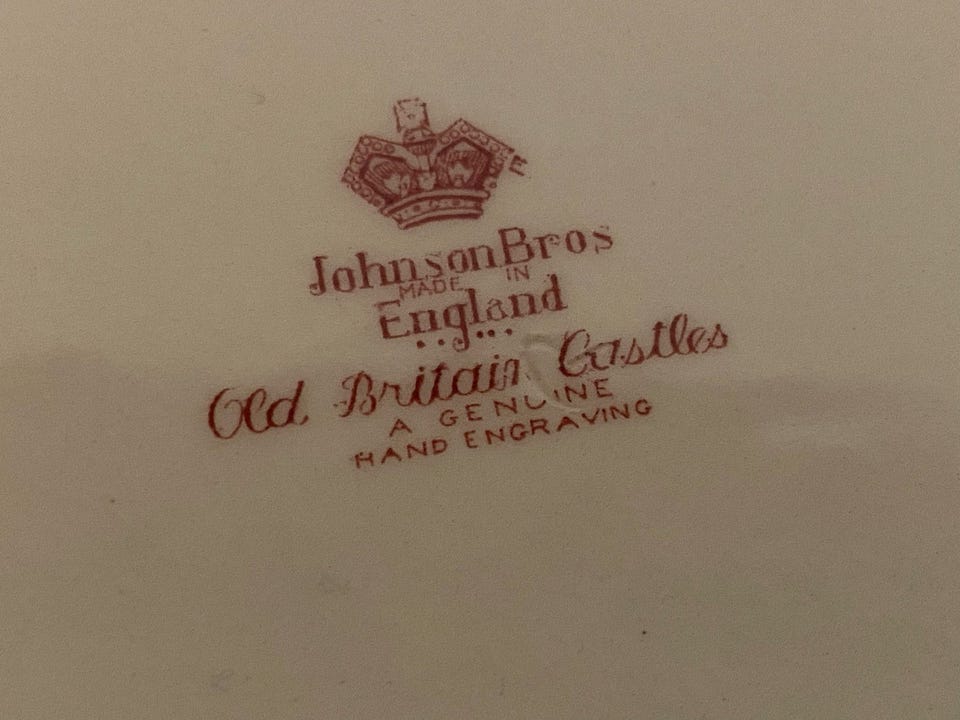 R
Johnson Bros
MADE IN
England
Old Britain Castles
A GENUINE
HAND ENGRAVING